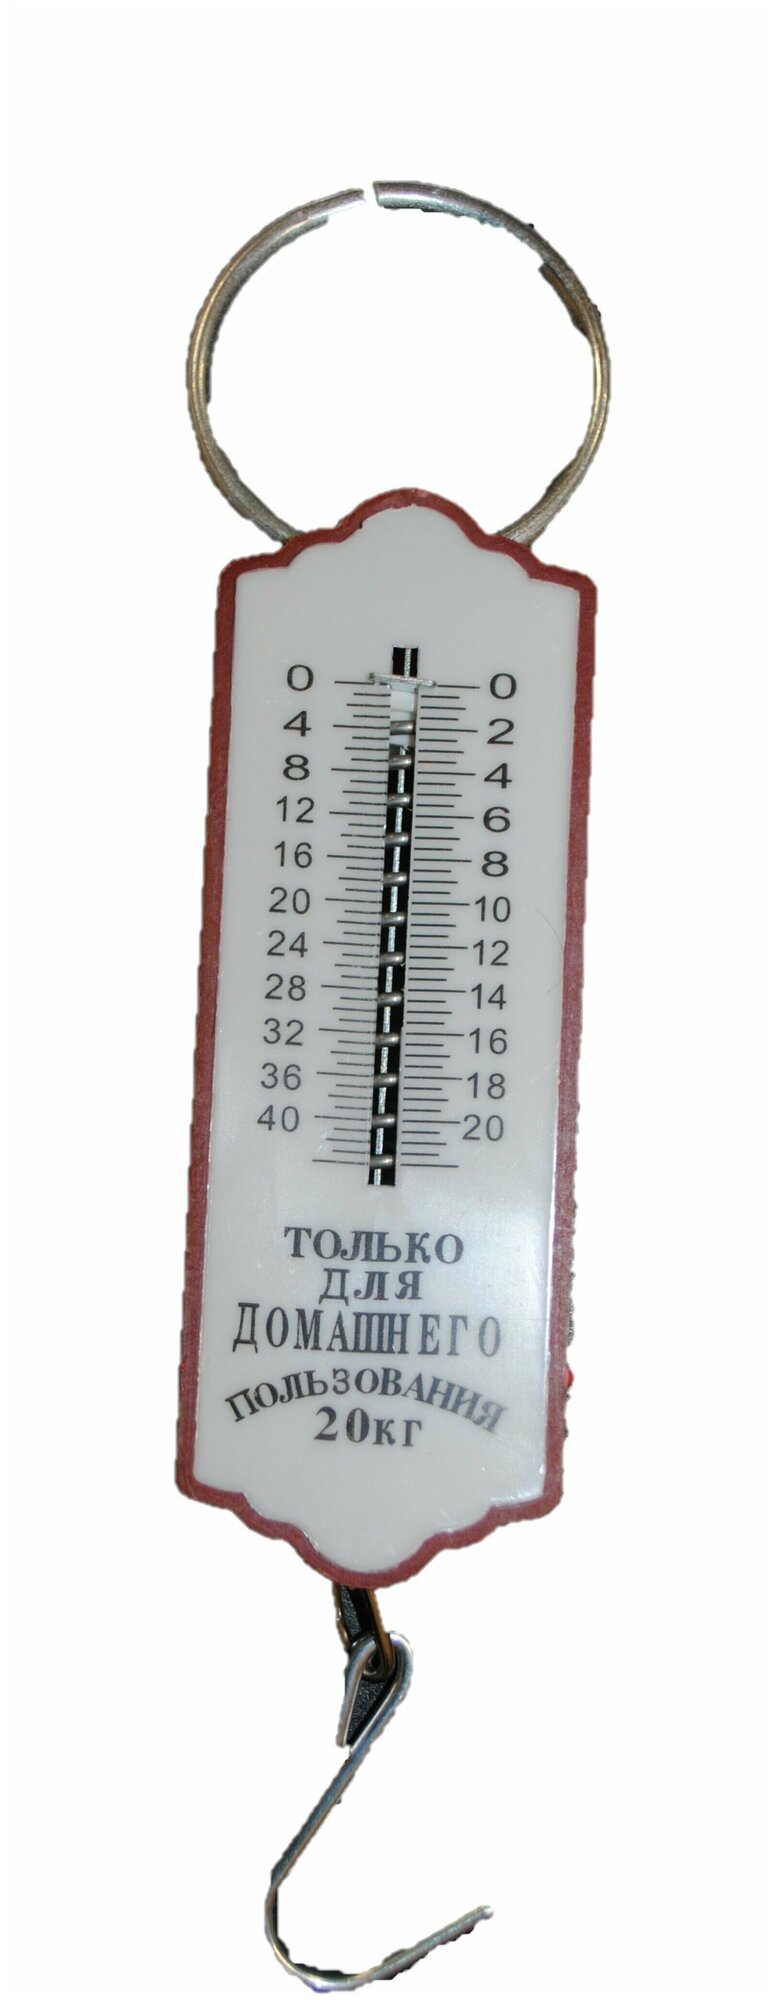 0 0
4 2
8 4
12 6
16 8
20 10
24 12
28 14
32 16
36 18
40 20
ТОЛЬКО
ДЛЯ
ДОМАШНЕГО
ПОЛЬЗОВАНИЯ
20КГ